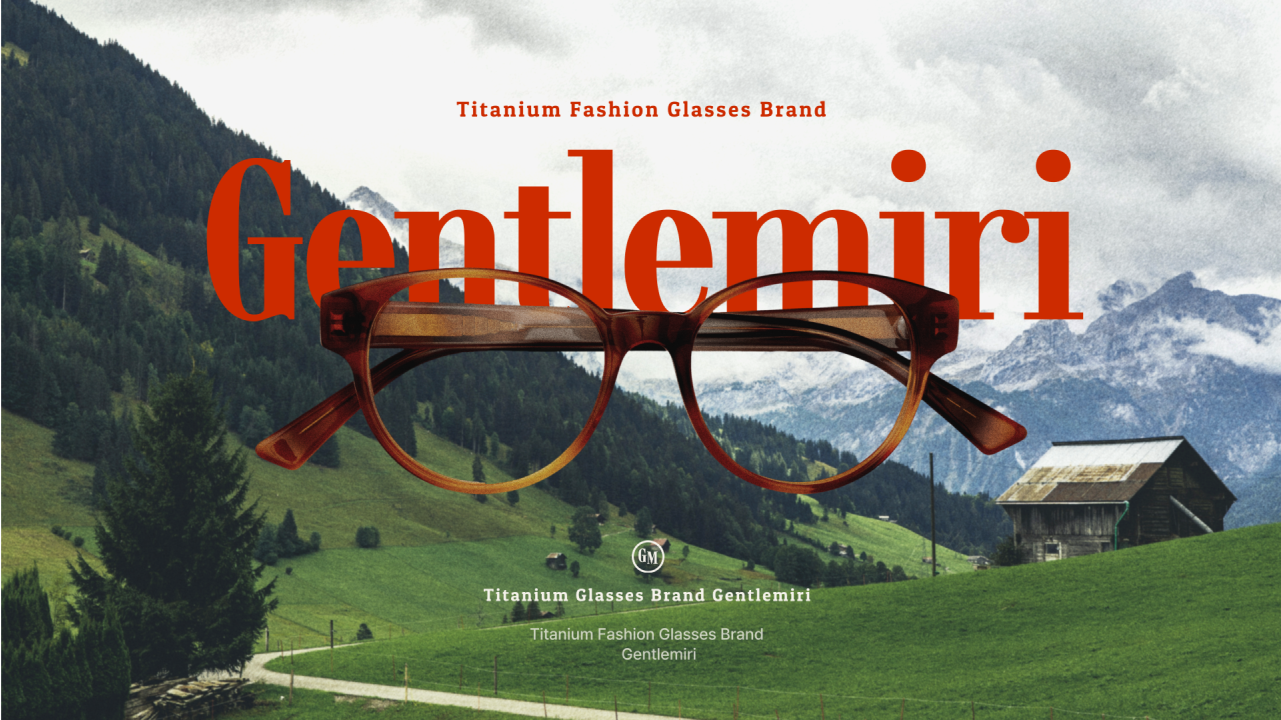 Titanium Fashion Glasses Brand
Gentlemiri
GM
Titanium Glasses Brand Gentlemiri
Titanium Fashion Glasses Brand
Gentlemiri